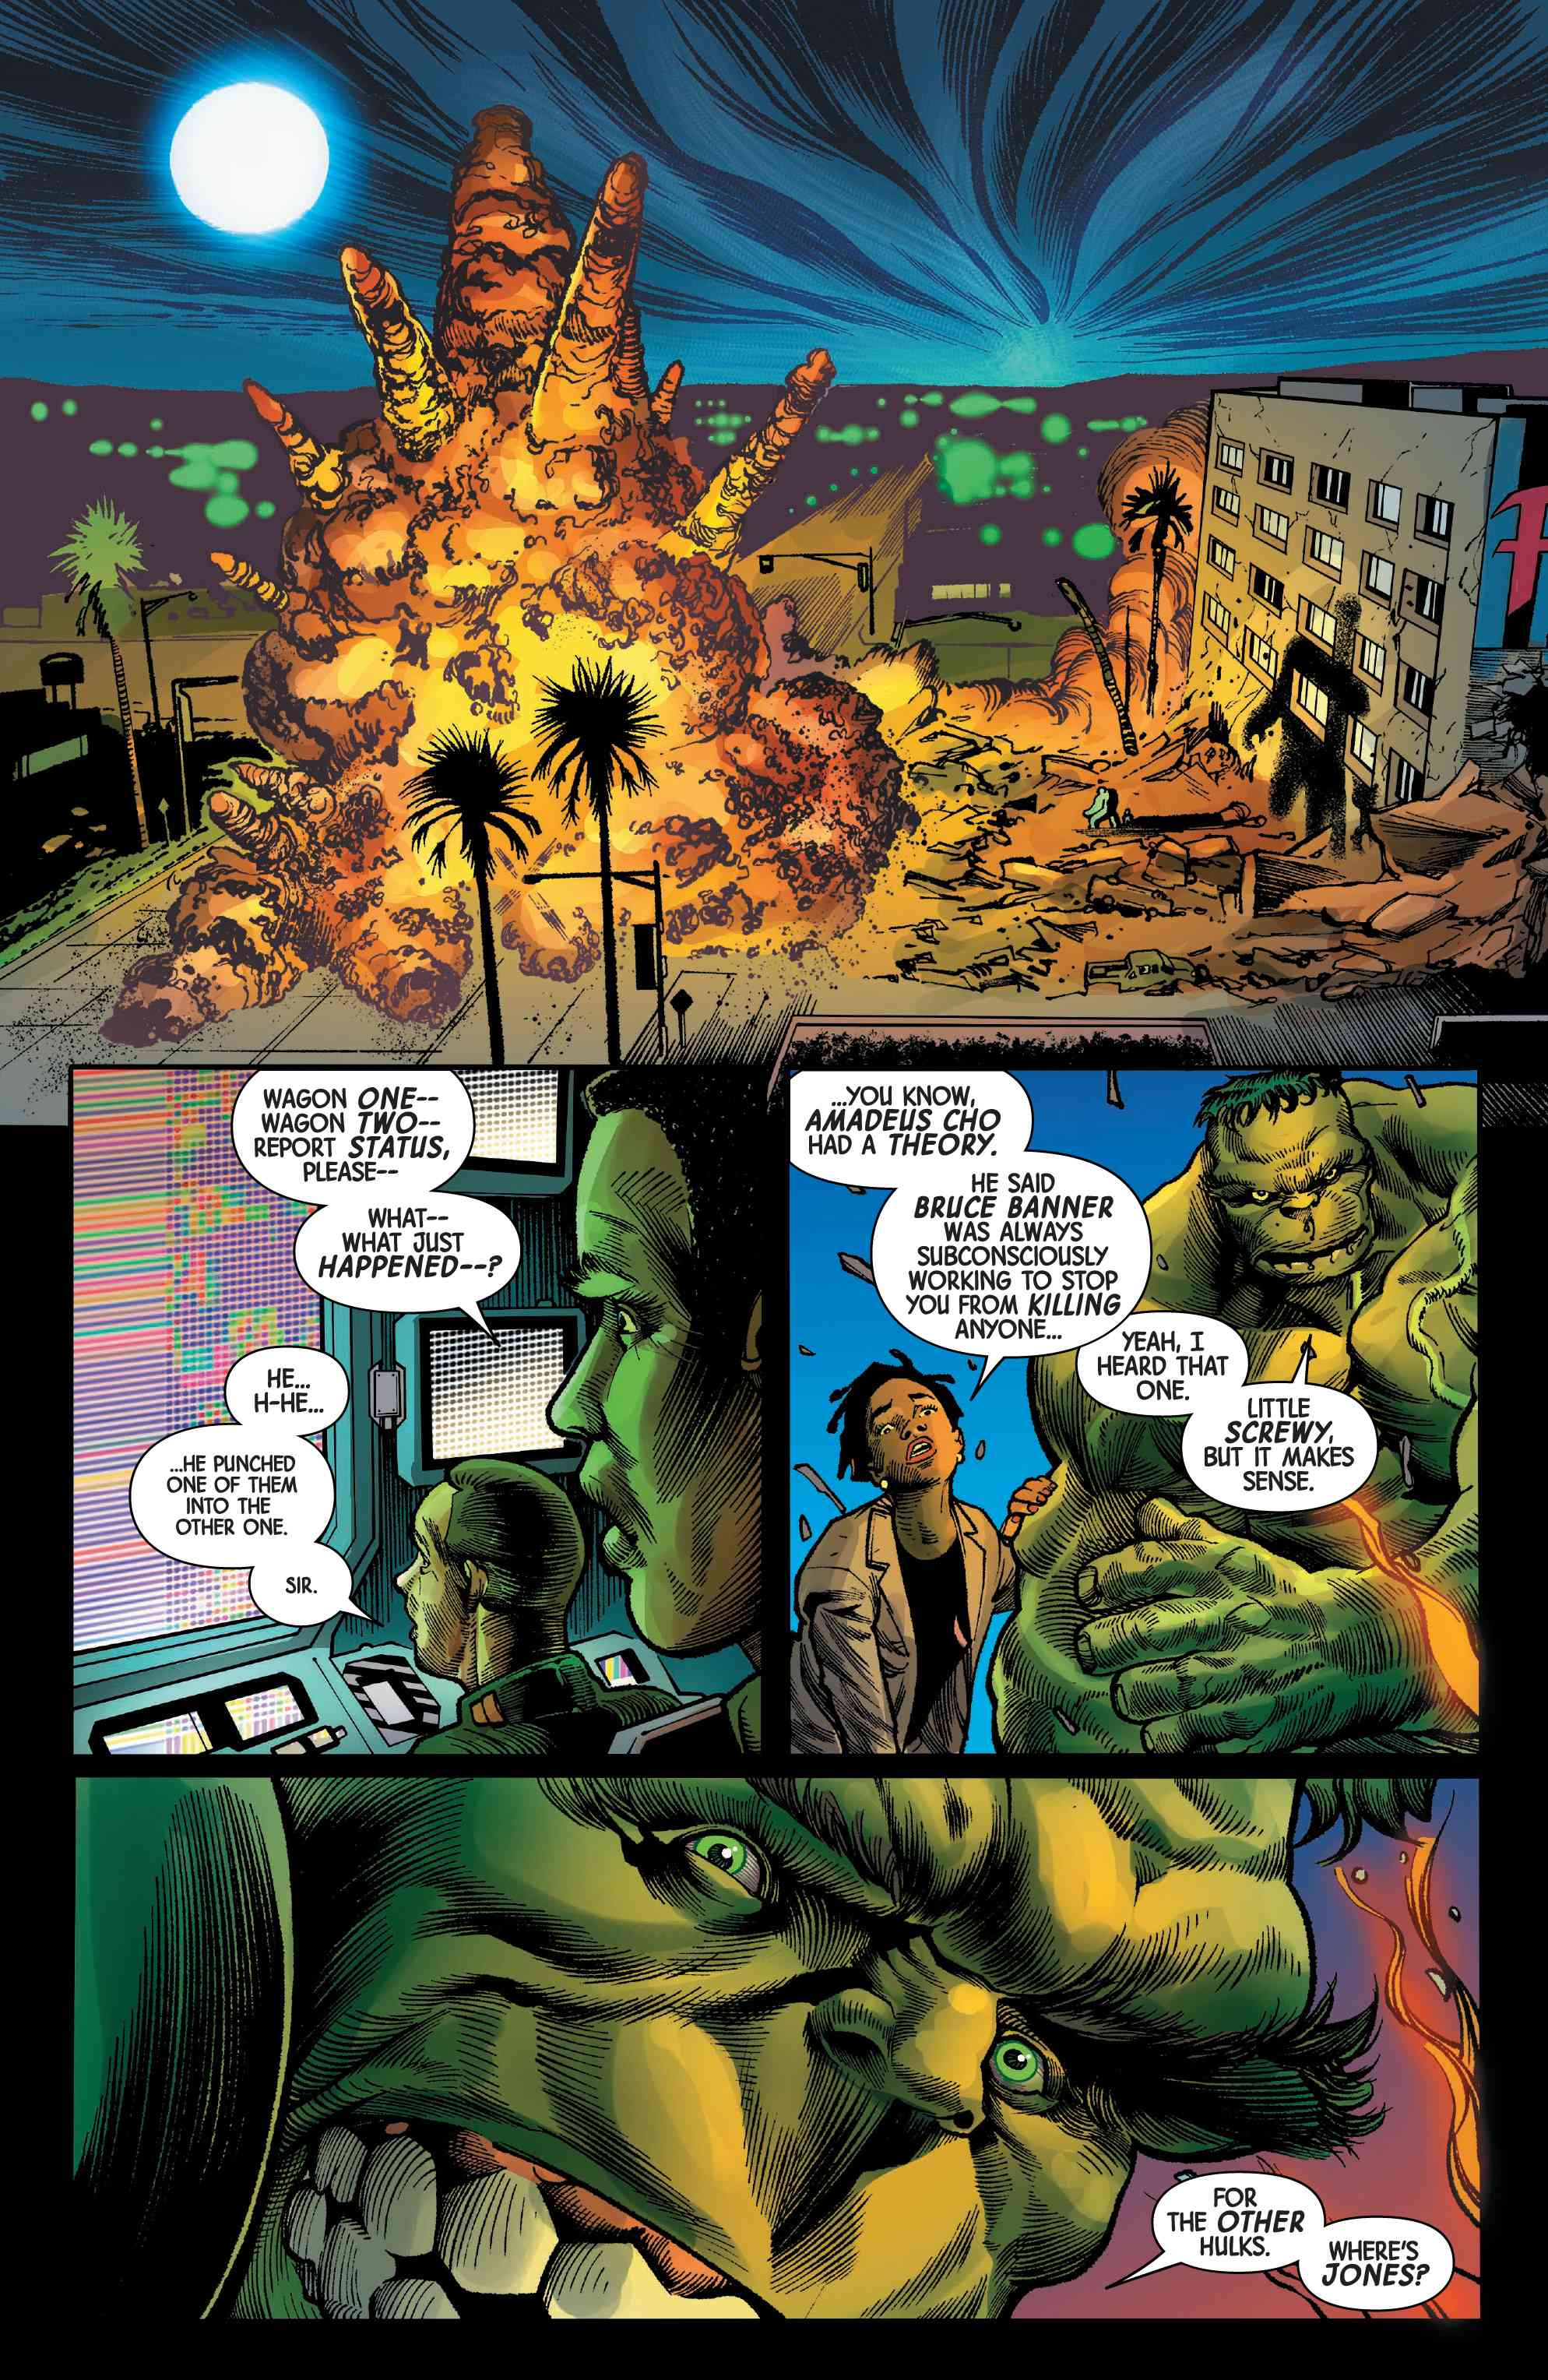 WAGON ONE--
WAGON TWO--
REPORT STATUS,
PLEASE--
WHAT--
WHAT JUST
HAPPENED--?
HE...
H-HE...
...HE PUNCHED
ONE OF THEM
INTO THE
OTHER ONE.
SIR.
...YOU KNOW,
AMADEUS CHO
HAD A THEORY.
HE SAID
BRUCE BANNER
WAS ALWAYS
SUBCONSCIOUSLY
WORKING TO STOP
YOU FROM KILLING
ANYONE...
YEAH, I
HEARD THAT
ONE.
LITTLE
SCREWY,
BUT IT MAKES
SENSE.
FOR
THE OTHER
HULKS.
WHERE'S
JONES?